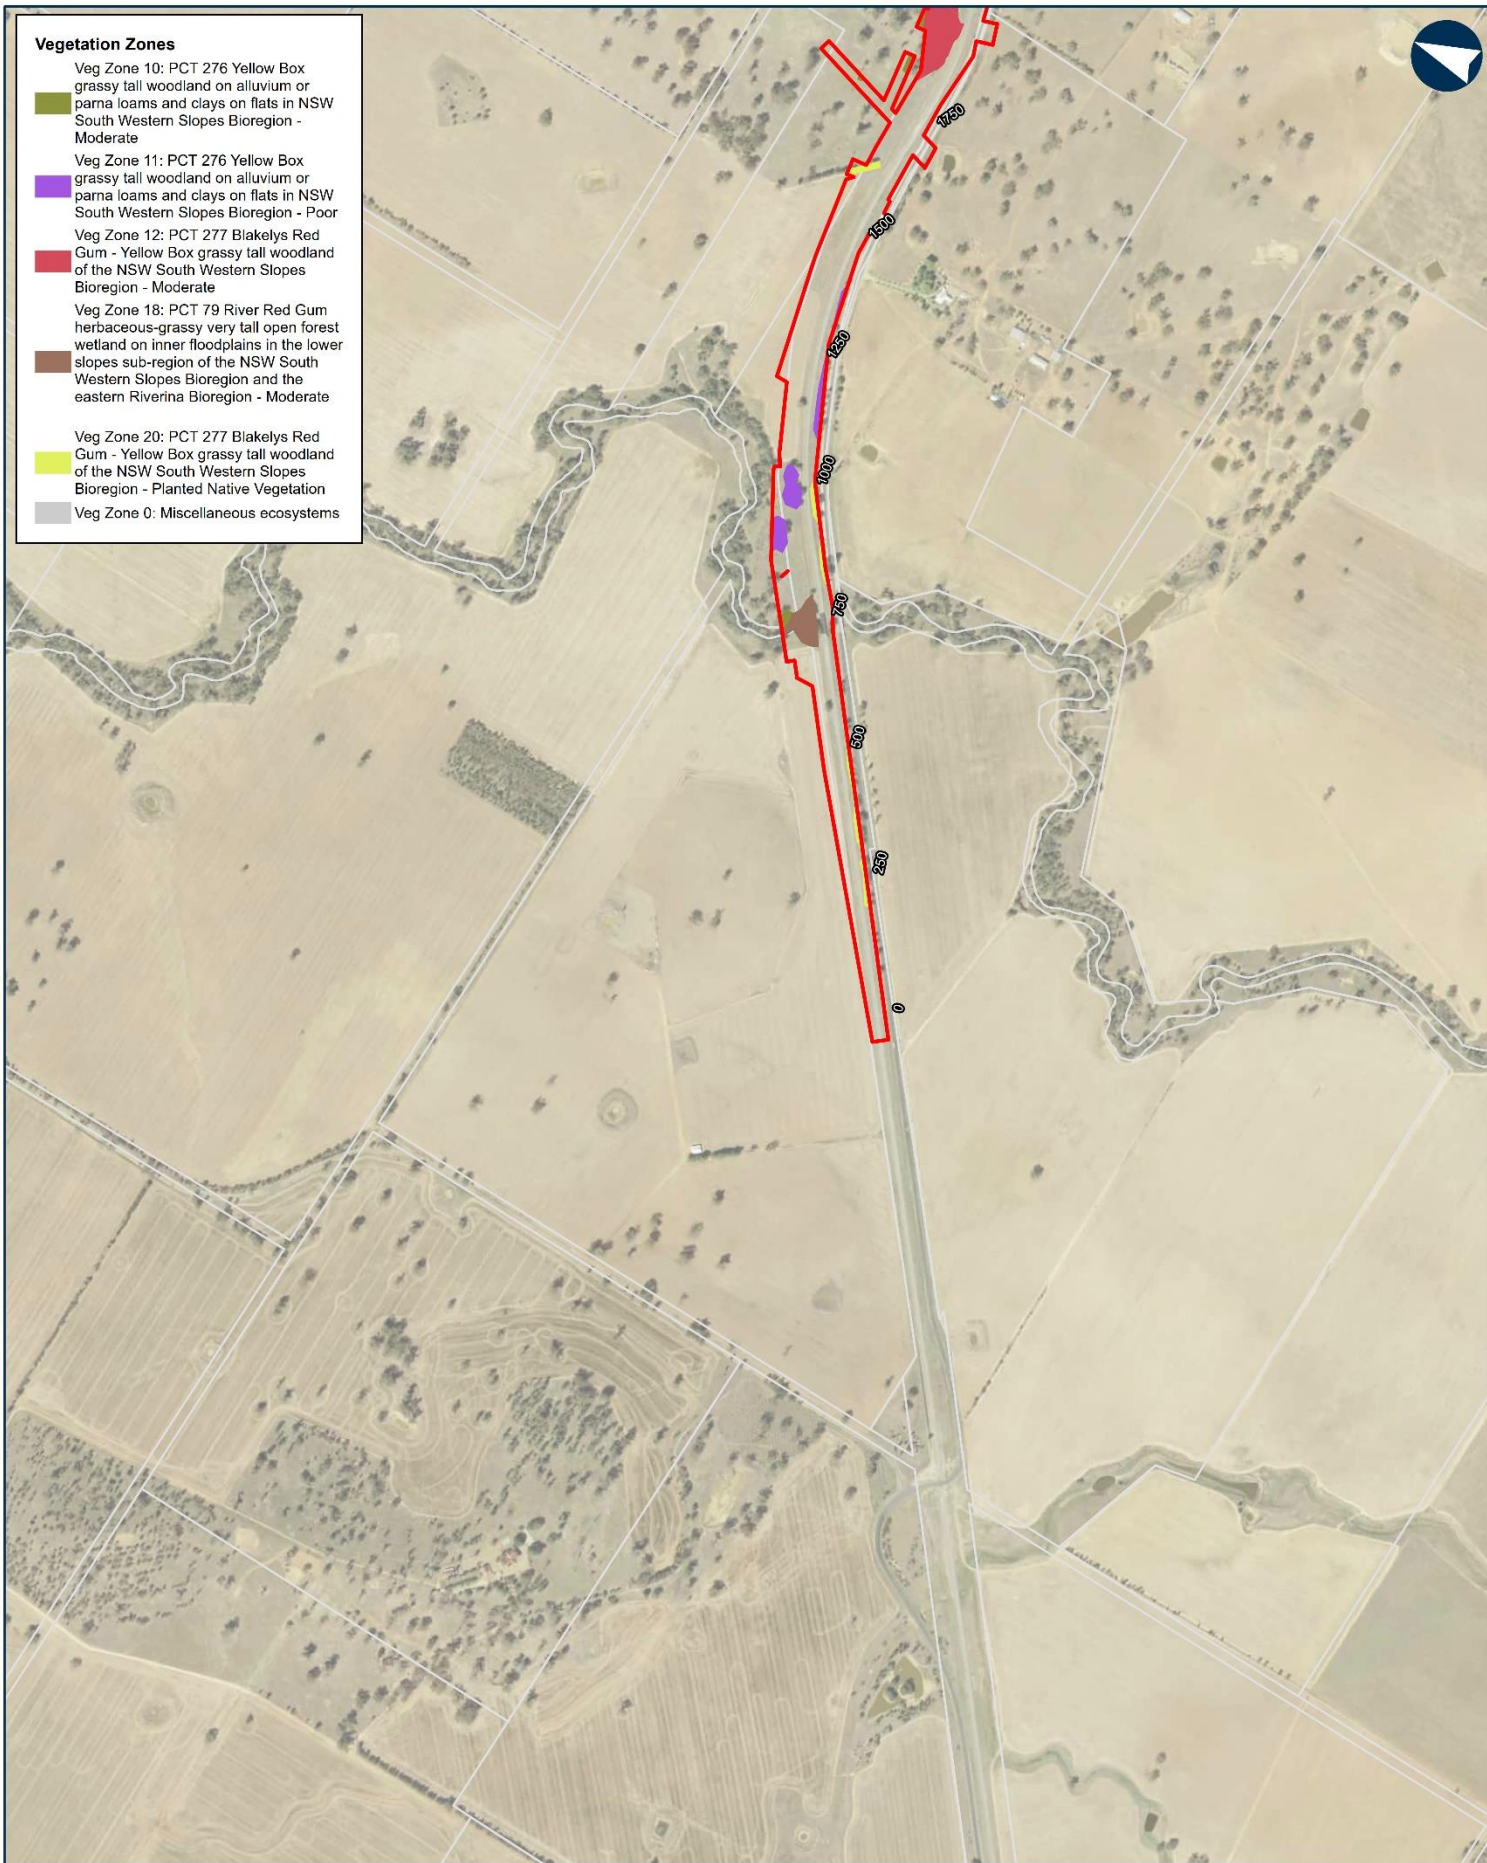 Vegetation Zones
Veg Zone 10: PCT 276 Yellow Box
grassy tall woodland on alluvium or
parna loams and clays on flats in NSW
South Western Slopes Bioregion -
Moderate
Veg Zone 11: PCT 276 Yellow Box
grassy tall woodland on alluvium or
parna loams and clays on flats in NSW
South Western Slopes Bioregion - Poor
Veg Zone 12: PCT 277 Blakelys Red
Gum - Yellow Box grassy tall woodland
of the NSW South Western Slopes
Bioregion - Moderate
Veg Zone 18: PCT 79 River Red Gum
herbaceous-grassy very tall open forest
wetland on inner floodplains in the lower
slopes sub-region of the NSW South
Western Slopes Bioregion and the
eastern Riverina Bioregion - Moderate
Veg Zone 20: PCT 277 Blakelys Red
Gum - Yellow Box grassy tall woodland
of the NSW South Western Slopes
Bioregion - Planted Native Vegetation
Veg Zone 0: Miscellaneous ecosystems
1750
1500
1250
1000
750
500
250
0